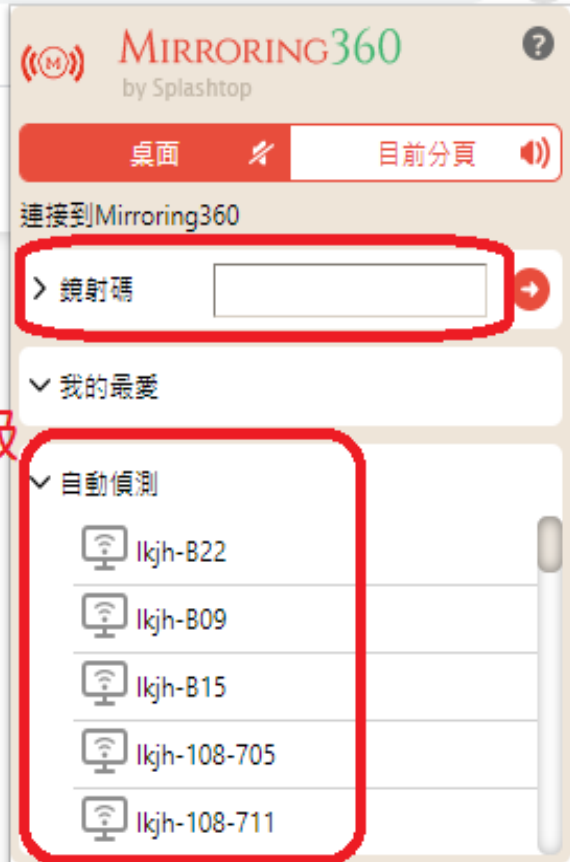 ((M)) MIRRORING360 ?
by Splashtop
桌面 目前分頁
連接到Mirroring360
鏡射碼
我的最愛
級
自動偵測
lkjh-B22
lkjh-B09
lkjh-B15
lkjh-108-705
lkjh-108-711